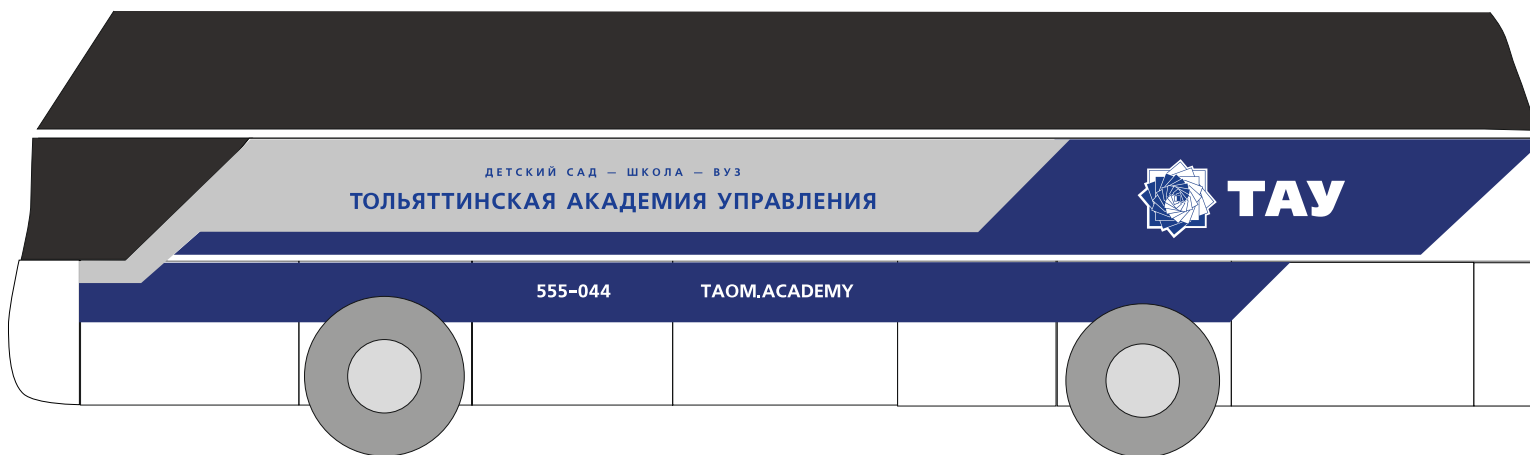 ДЕТСКИЙ САД — ШКОЛА — ВУЗ
ТОЛЬЯТТИНСКАЯ АКАДЕМИЯ УПРАВЛЕНИЯ
ТАУ
555-044 TAOM.ACADEMY